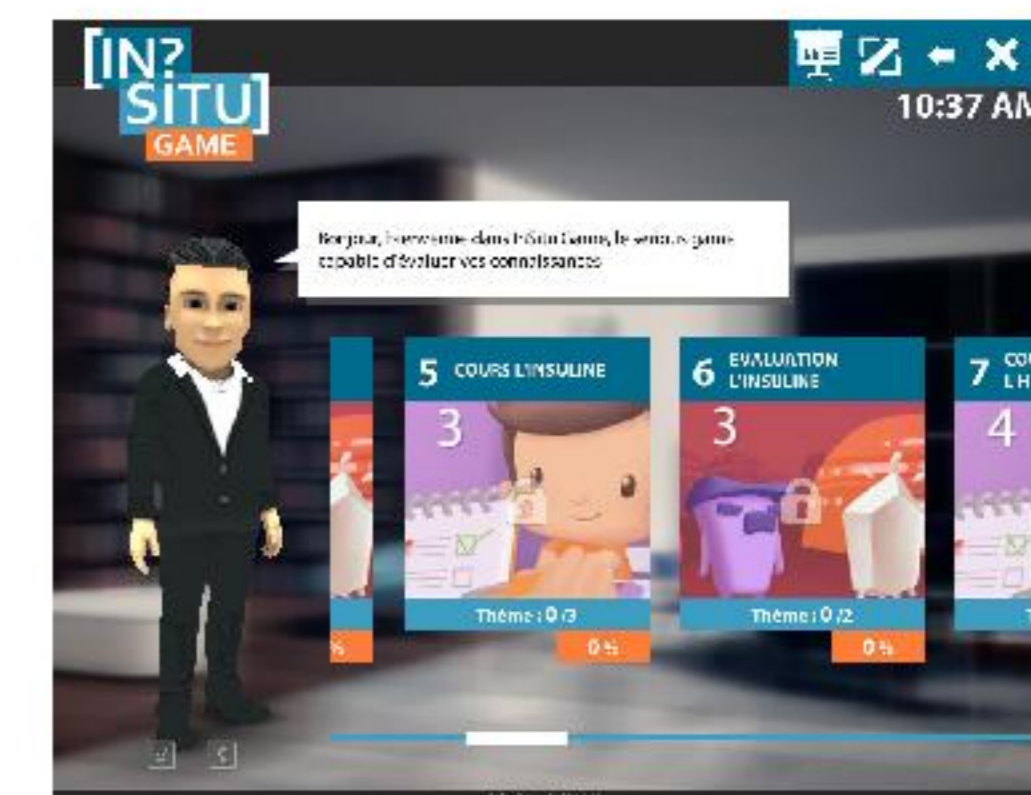 [IN?
SITU]
GAME
10:37 AM
Bonjour, bienvenue dans InSitu Game, le serious game
capable d'évaluer vos connaissances
5 COURS L'INSULINE
3
Thème : 0 /3
0 %
6 EVALUATION
L'INSULINE
3
Thème : 0 /2
0 %
7
4
%